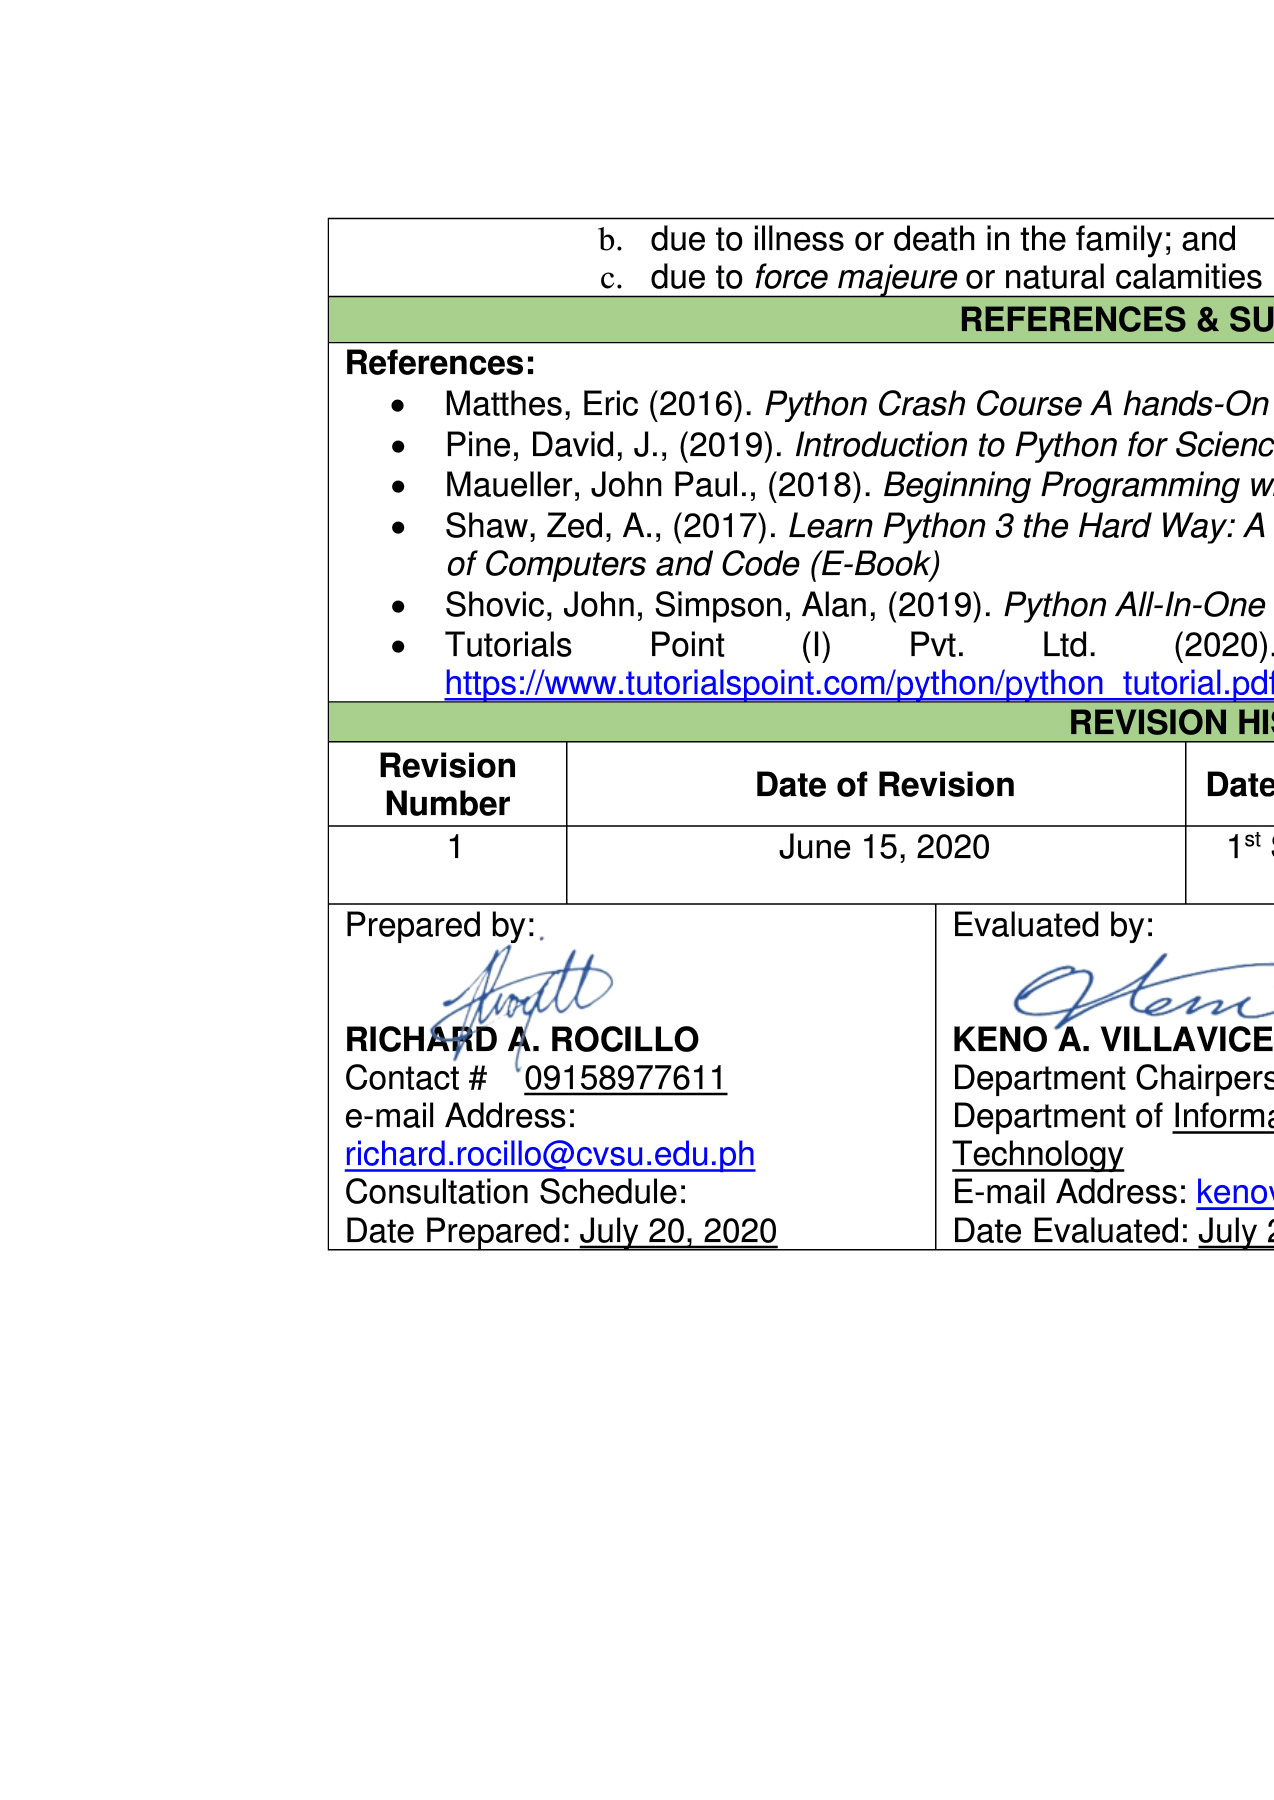 b. due to illness or death in the family; and
c. due to force majeure or natural calamities
REFERENCES & SU
References:
• Matthes, Eric (2016). Python Crash Course A hands-On
• Pine, David, J., (2019). Introduction to Python for Scienc
• Maueller, John Paul., (2018). Beginning Programming w
• Shaw, Zed, A., (2017). Learn Python 3 the Hard Way: A
of Computers and Code (E-Book)
• Shovic, John, Simpson, Alan, (2019). Python All-In-One
• Tutorials Point (I) Pvt. Ltd. (2020).
https://www.tutorialspoint.com/python/python_tutorial.pdf
REVISION HIS
Revision Number
Date of Revision
Date
1
June 15, 2020
1st S
Prepared by:
RICHARD A. ROCILLO
Contact # 09158977611
e-mail Address:
richard.rocillo@cvsu.edu.ph
Consultation Schedule:
Date Prepared: July 20, 2020
Evaluated by:
KENO A. VILLAVICE
Department Chairpers
Department of Informa
Technology
E-mail Address: kenov
Date Evaluated: July 2